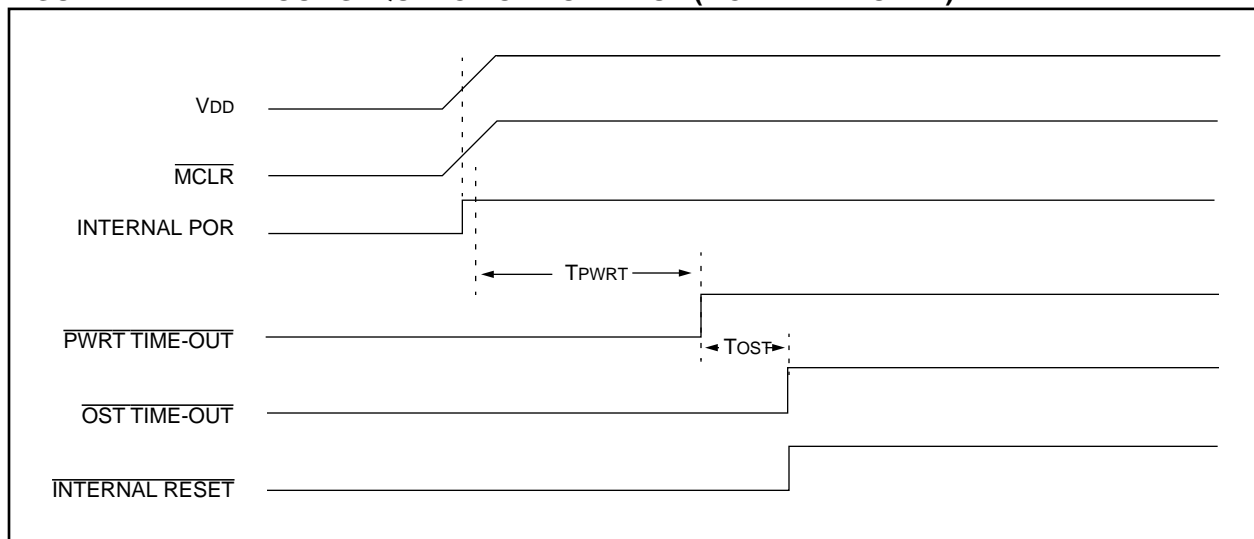 VDD
MCLR
INTERNAL POR
TPWRT
PWRT TIME-OUT
TOST
OST TIME-OUT
INTERNAL RESET